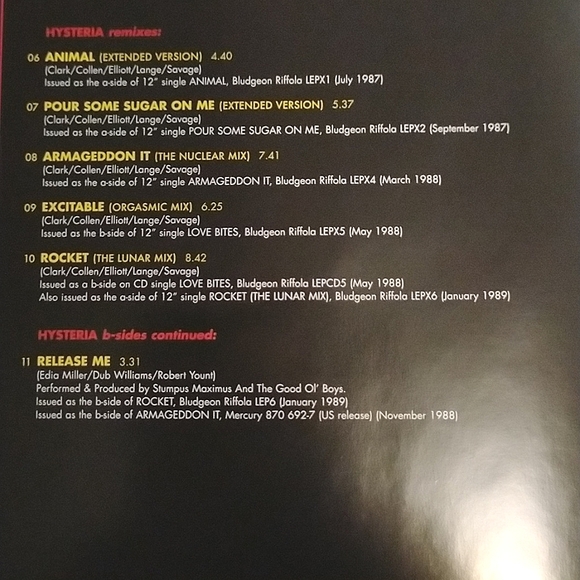 HYSTERIA remixes:
06 ANIMAL (EXTENDED VERSION) 4.40
(Clark/Collen/Elliott/Lange/Savage)
Issued as the a-side of 12" single ANIMAL, Bludgeon Riffola LEPX1 (July 1987)
07 POUR SOME SUGAR ON ME (EXTENDED VERSION) 5.37
(Clark/Collen/Elliott/Lange/Savage)
Issued as the a-side of 12" single POUR SOME SUGAR ON ME, Bludgeon Riffola LEPX2 (September 1987)
08 ARMAGEDDON IT (THE NUCLEAR MIX) 7.41
(Clark/Collen/Elliott/Lange/Savage)
Issued as the a-side of 12" single ARMAGEDDON IT, Bludgeon Riffola LEPX4 (March 1988)
09 EXCITABLE (ORGASMIC MIX) 6.25
(Clark/Collen/Elliott/Lange/Savage)
Issued as the b-side of 12" single LOVE BITES, Bludgeon Riffola LEPX5 (May 1988)
10 ROCKET (THE LUNAR MIX) 8.42
(Clark/Collen/Elliott/Lange/Savage)
Issued as a b-side on CD single LOVE BITES, Bludgeon Riffola LEPCD5 (May 1988)
Also issued as the a-side of 12" single ROCKET (THE LUNAR MIX), Bludgeon Riffola LEPX6 (January 1989)
HYSTERIA b-sides continued:
11 RELEASE ME 3.31
(Edia Miller/Dub Williams/Robert Yount)
Performed & Produced by Stumpus Maximus And The Good Ol' Boys.
Issued as the b-side of ROCKET, Bludgeon Riffola LEP6 (January 1989)
Issued as the b-side of ARMAGEDDON IT, Mercury 870 692-7 (US release) (November 1988)